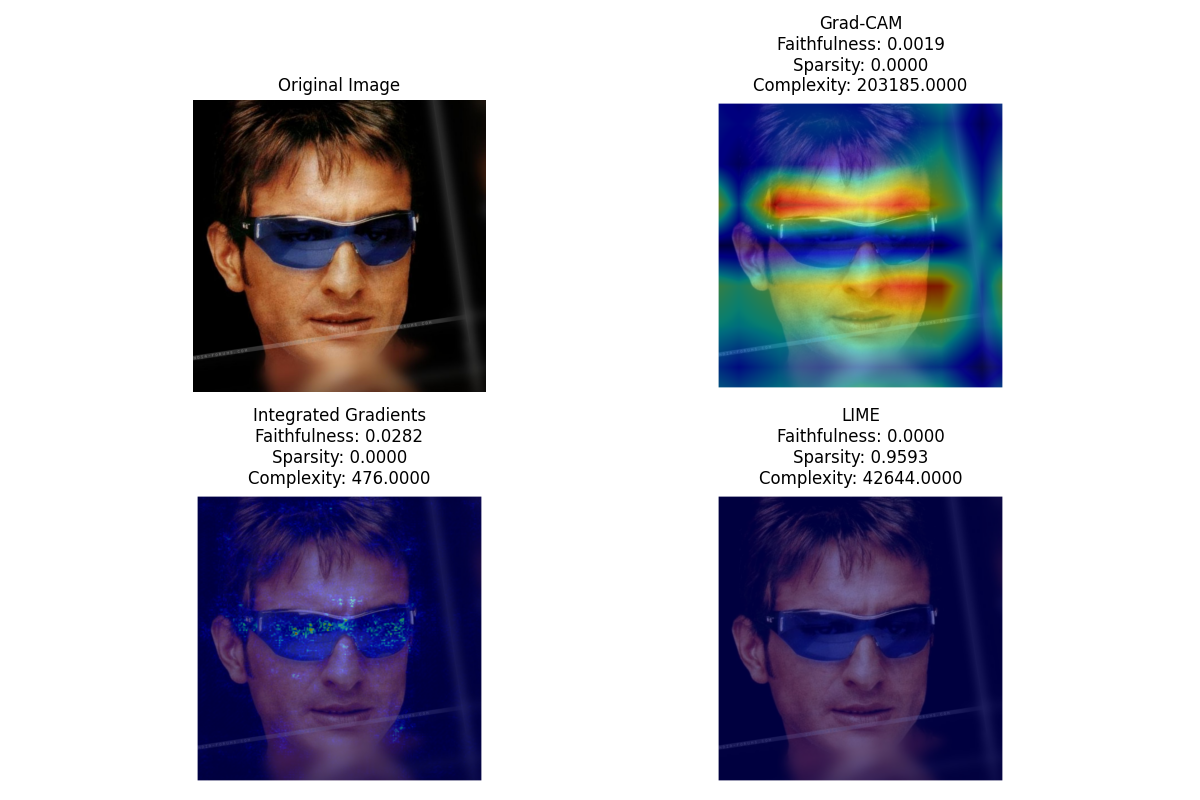 Original Image
Grad-CAM
Faithfulness: 0.0019
Sparsity: 0.0000
Complexity: 203185.0000
Integrated Gradients
Faithfulness: 0.0282
Sparsity: 0.0000
Complexity: 476.0000
LIME
Faithfulness: 0.0000
Sparsity: 0.9593
Complexity: 42644.0000